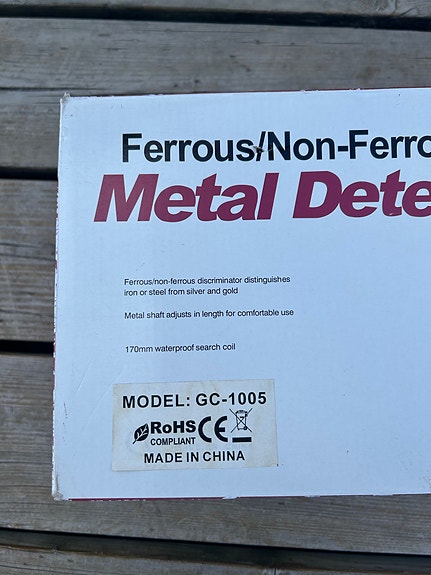 Ferrous/Non-Ferro
Metal Dete
Ferrous/non-ferrous discriminator distinguishes
iron or steel from silver and gold
Metal shaft adjusts in length for comfortable use
170mm waterproof search coil
MODEL: GC-1005
RoHS
COMPLIANT
CE
MADE IN CHINA